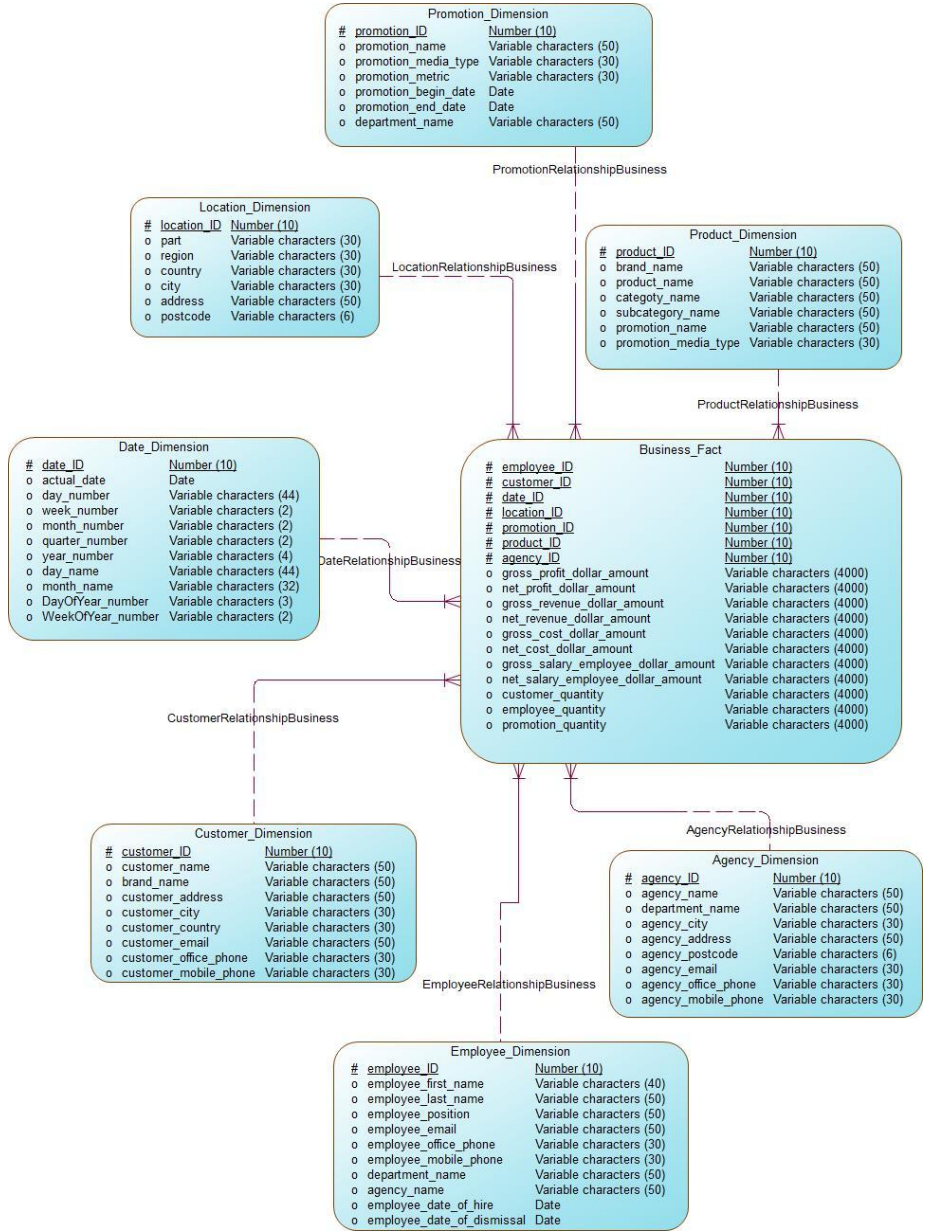 Promotion_Dimension
# promotion_ID Number (10)
o promotion_name Variable characters (50)
o promotion_media_type Variable characters (30)
o promotion_metric Variable characters (30)
o promotion_begin_date Date
o promotion_end_date Date
o department_name Variable characters (50)
PromotionRelationshipBusiness
Location_Dimension
# location_ID Number (10)
o part Variable characters (30)
o region Variable characters (30)
o country Variable characters (30)
o city Variable characters (30)
o address Variable characters (50)
o postcode Variable characters (6)
LocationRelationshipBusiness
Product_Dimension
# product_ID Number (10)
o brand_name Variable characters (50)
o product_name Variable characters (50)
o categoty_name Variable characters (50)
o subcategory_name Variable characters (50)
o promotion_name Variable characters (50)
o promotion_media_type Variable characters (30)
ProductRelationshipBusiness
Date_Dimension
# date_ID Number (10)
o actual_date Date
o day_number Variable characters (44)
o week_number Variable characters (2)
o month_number Variable characters (2)
o quarter_number Variable characters (2)
o year_number Variable characters (4)
o day_name Variable characters (44)
o month_name Variable characters (32)
o DayOfYear_number Variable characters (3)
o WeekOfYear_number Variable characters (2)
DateRelationshipBusiness
Business_Fact
# employee_ID Number (10)
# customer_ID Number (10)
# date_ID Number (10)
# location_ID Number (10)
# promotion_ID Number (10)
# product_ID Number (10)
# agency_ID Number (10)
o gross_profit_dollar_amount Variable characters (4000)
o net_profit_dollar_amount Variable characters (4000)
o gross_revenue_dollar_amount Variable characters (4000)
o net_revenue_dollar_amount Variable characters (4000)
o gross_cost_dollar_amount Variable characters (4000)
o net_cost_dollar_amount Variable characters (4000)
o gross_salary_employee_dollar_amount Variable characters (4000)
o net_salary_employee_dollar_amount Variable characters (4000)
o customer_quantity Variable characters (4000)
o employee_quantity Variable characters (4000)
o promotion_quantity Variable characters (4000)
CustomerRelationshipBusiness
Customer_Dimension
# customer_ID Number (10)
o customer_name Variable characters (50)
o brand_name Variable characters (50)
o customer_address Variable characters (50)
o customer_city Variable characters (30)
o customer_country Variable characters (30)
o customer_email Variable characters (50)
o customer_office_phone Variable characters (30)
o customer_mobile_phone Variable characters (30)
AgencyRelationshipBusiness
Agency_Dimension
# agency_ID Number (10)
o agency_name Variable characters (50)
o department_name Variable characters (50)
o agency_city Variable characters (30)
o agency_address Variable characters (50)
o agency_postcode Variable characters (6)
o agency_email Variable characters (30)
o agency_office_phone Variable characters (30)
o agency_mobile_phone Variable characters (30)
EmployeeRelationshipBusiness
Employee_Dimension
# employee_ID Number (10)
o employee_first_name Variable characters (40)
o employee_last_name Variable characters (50)
o employee_position Variable characters (50)
o employee_email Variable characters (50)
o employee_office_phone Variable characters (30)
o employee_mobile_phone Variable characters (30)
o department_name Variable characters (50)
o agency_name Variable characters (50)
o employee_date_of_hire Date
o employee_date_of_dismissal Date